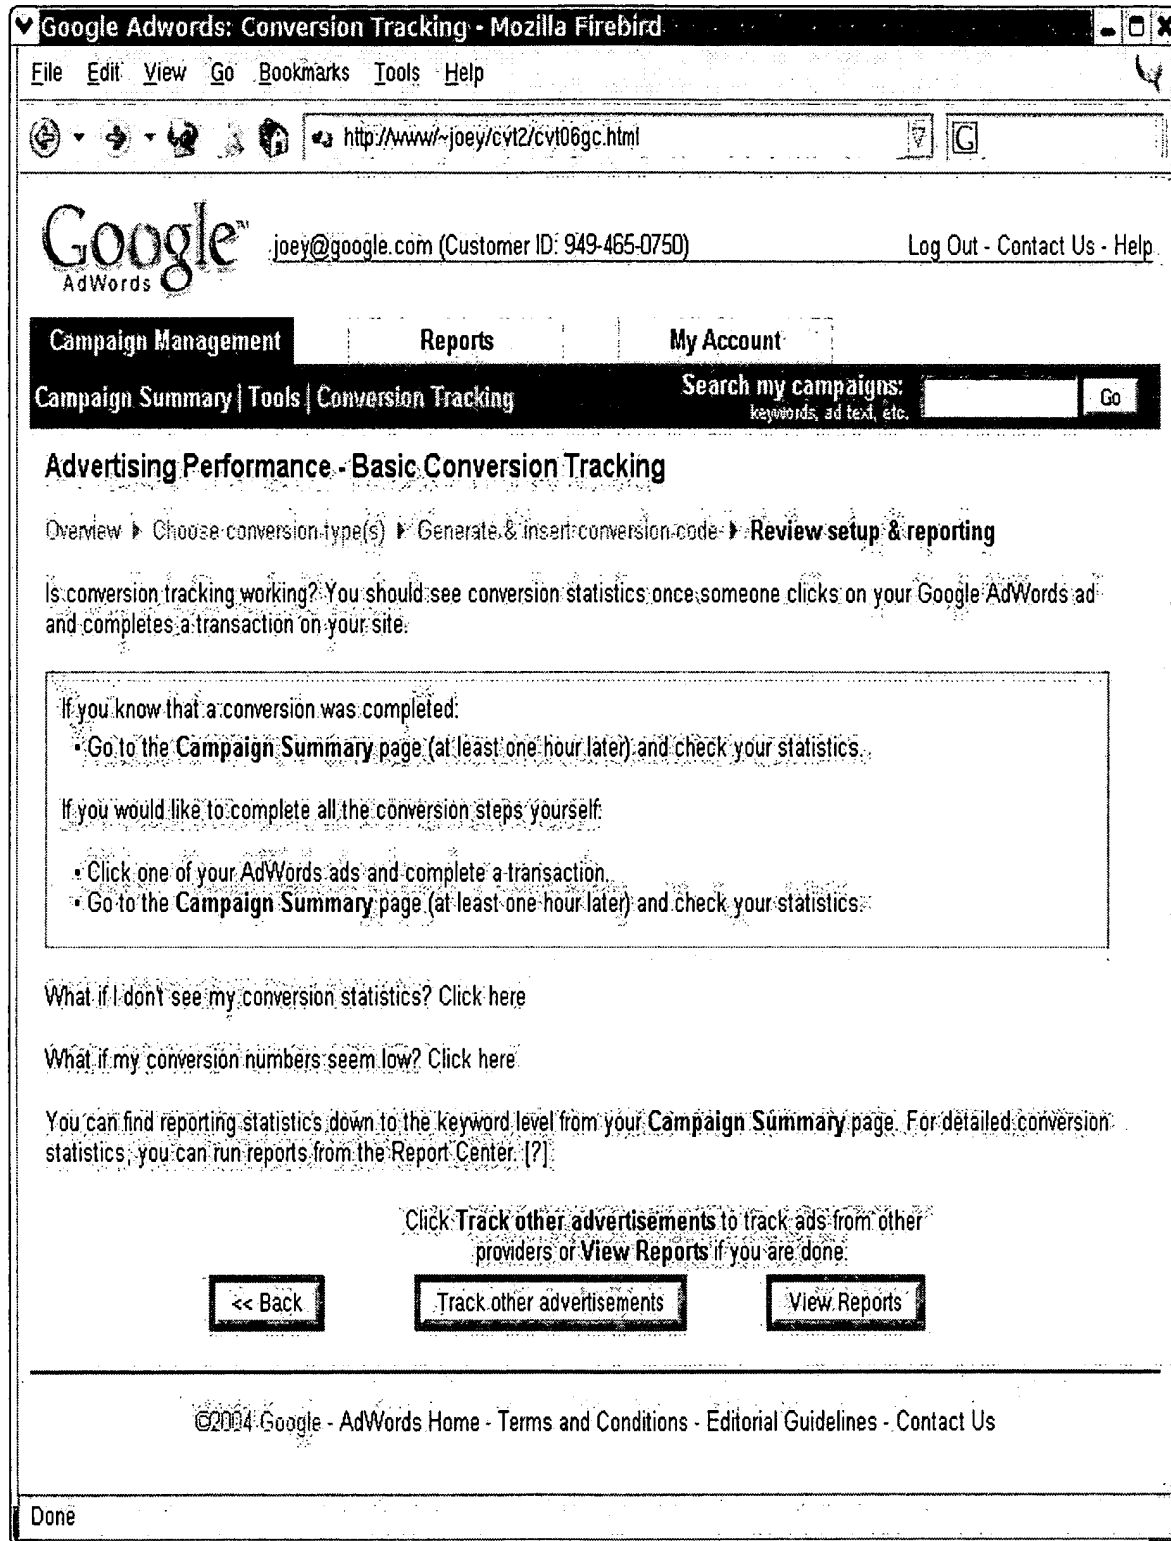 Google Adwords: Conversion Tracking - Mozilla Firebird
File Edit View Go Bookmarks Tools Help
http://www/~joey/cvt2/cvt06gc.html G
Google™
AdWords
joey@google.com (Customer ID: 949-465-0750) Log Out - Contact Us - Help
Campaign Management Reports My Account
Campaign Summary | Tools | Conversion Tracking Search my campaigns: Go
keywords, ad text, etc.
Advertising Performance - Basic Conversion Tracking
Overview ▶ Choose conversion type(s) ▶ Generate & insert conversion code ▶ Review setup & reporting
Is conversion tracking working? You should see conversion statistics once someone clicks on your Google AdWords ad
and completes a transaction on your site.
If you know that a conversion was completed:
• Go to the Campaign Summary page (at least one hour later) and check your statistics.
If you would like to complete all the conversion steps yourself:
• Click one of your AdWords ads and complete a transaction.
• Go to the Campaign Summary page (at least one hour later) and check your statistics.
What if I don't see my conversion statistics? Click here
What if my conversion numbers seem low? Click here
You can find reporting statistics down to the keyword level from your Campaign Summary page. For detailed conversion
statistics, you can run reports from the Report Center. [?]
Click Track other advertisements to track ads from other
providers or View Reports if you are done.
<< Back Track other advertisements View Reports
©2004 Google - AdWords Home - Terms and Conditions - Editorial Guidelines - Contact Us
Done